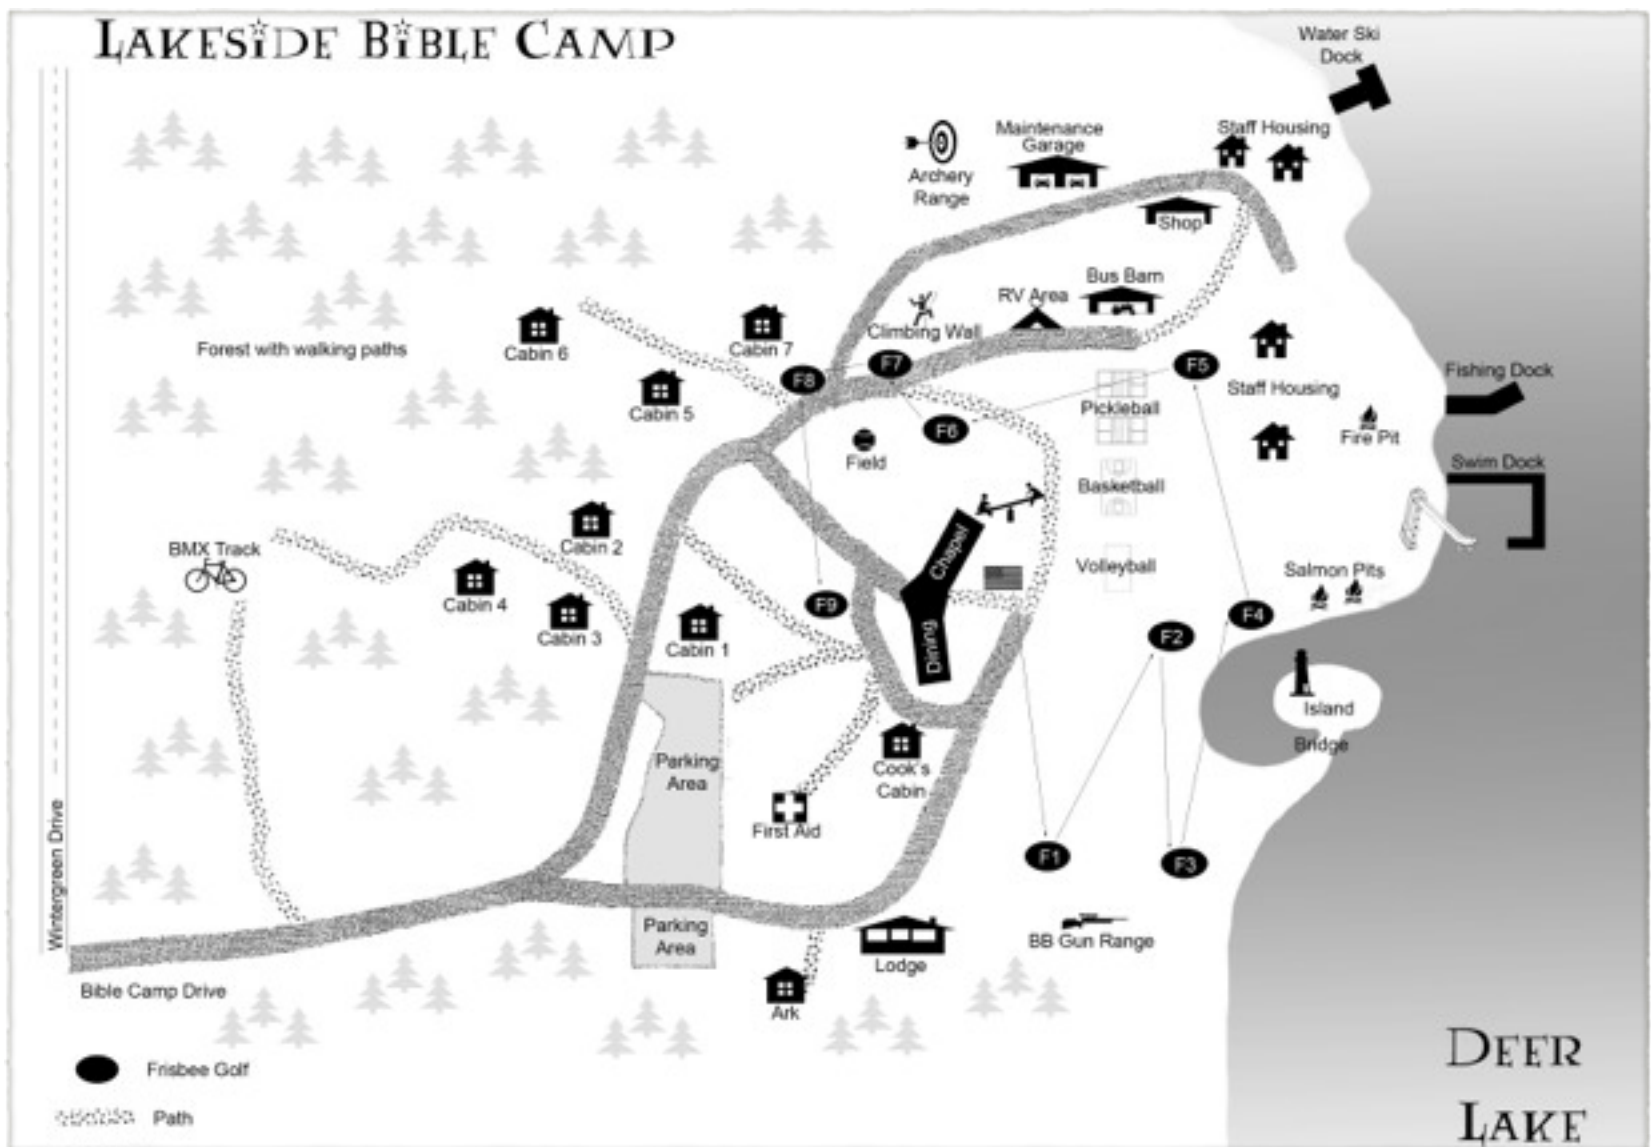 LAKESIDE BIBLE CAMP
Water Ski
Dock
Staff Housing
Maintenance
Garage
Archery
Range
Shop
Bus Barn
RV Area
Climbing Wall
Cabin 7
Cabin 6
Forest with walking paths
Cabin 5
F8
F7
F5
Fishing Dock
Staff Housing
Pickleball
F6
Fire Pit
Field
Swim Dock
Basketball
Cabin 2
BMX Track
Chapel
Volleyball
Salmon Pits
Cabin 4
F9
Cabin 3
Cabin 1
F4
F2
Dining
Island
Bridge
Parking
Area
Cook's
Cabin
First Aid
Wintergreen Drive
F1
F3
Parking
Area
BB Gun Range
Lodge
Bible Camp Drive
Ark
Frisbee Golf
Path
DEER
LAKE